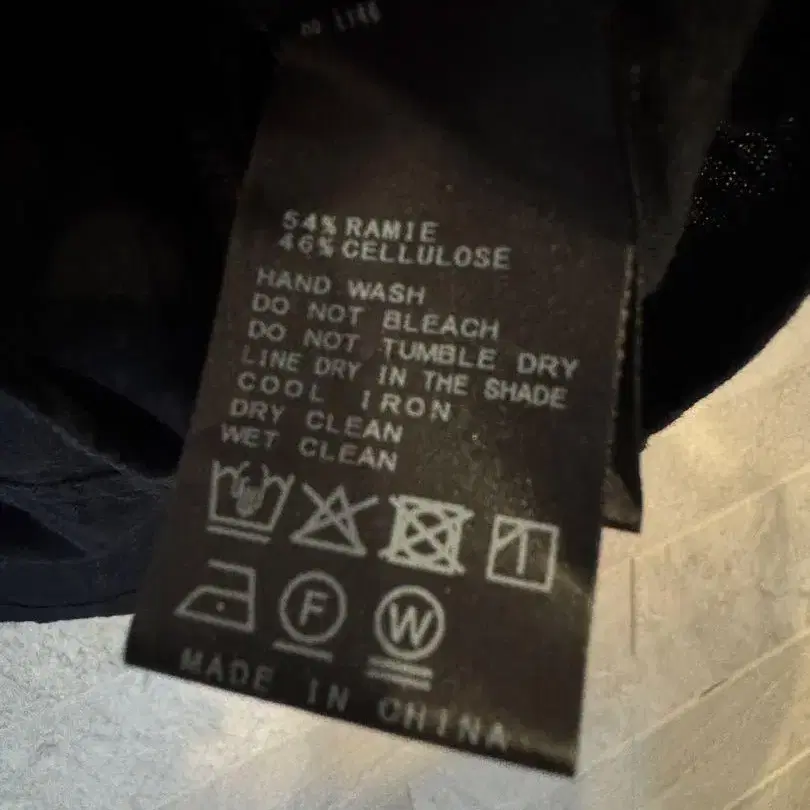 54% RAMIE
46% CELLULOSE
HAND WASH
DO NOT BLEACH
DO NOT TUMBLE DRY
LINE DRY IN THE SHADE
COOL IRON
DRY CLEAN
WET CLEAN
F
W
MADE IN CHINA